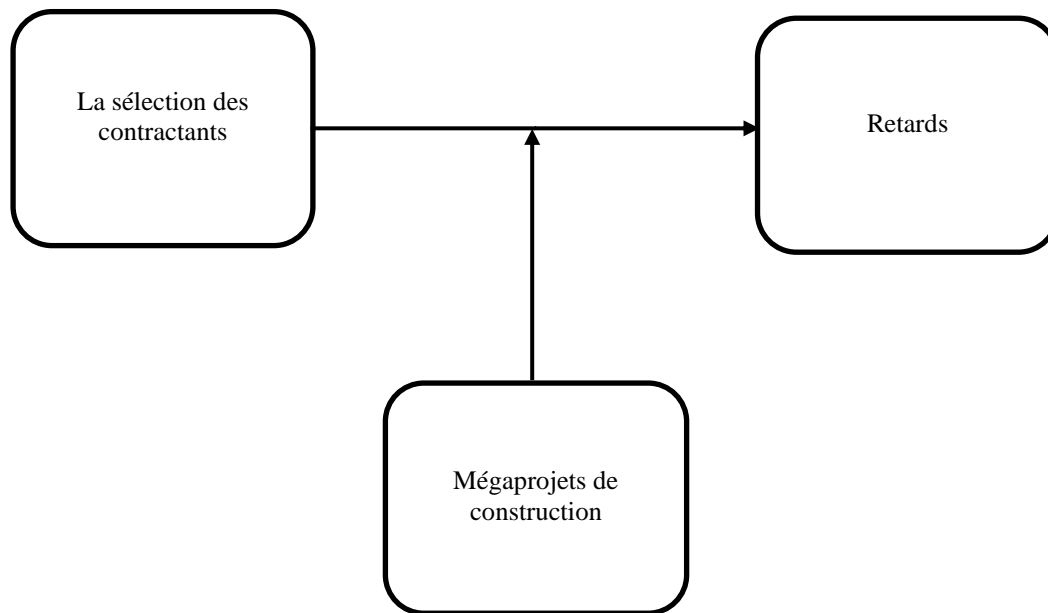 La sélection des
contractants
Retards
Mégaprojets de
construction